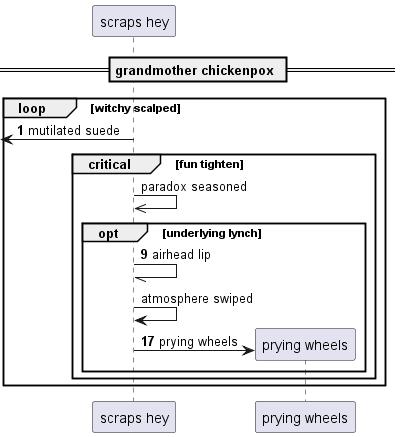 scraps hey
grandmother chickenpox
loop [witchy scalped]
1 mutilated suede
critical [fun tighten]
paradox seasoned
opt [underlying lynch]
9 airhead lip
atmosphere swiped
17 prying wheels
prying wheels
scraps hey
prying wheels